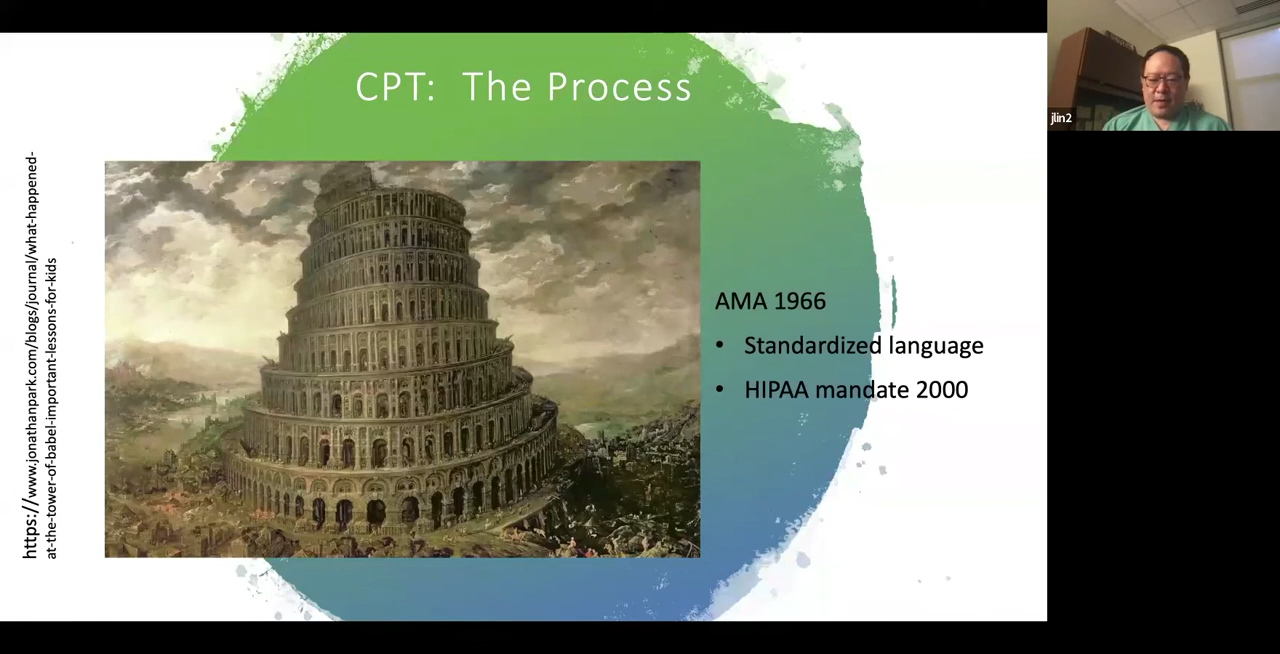 CPT: The Process
https://www.jonathanpark.com/blogs/journal/what-happened-
at-the-tower-of-babel-important-lessons-for-kids
AMA 1966
• Standardized language
• HIPAA mandate 2000
jlin2